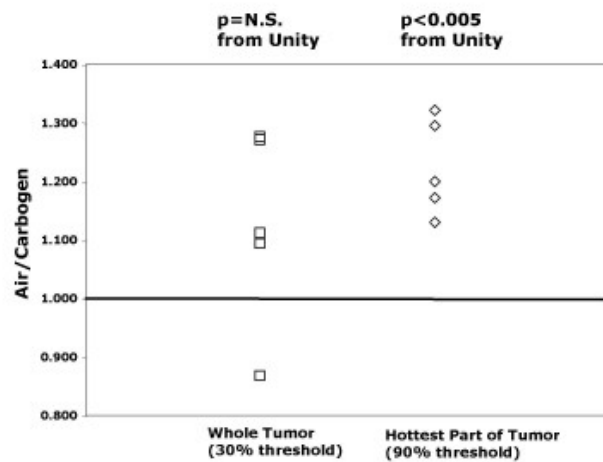 p=N.S.
from Unity
p<0.005
from Unity
1.400
1.300
1.200
1.100
1.000
0.900
0.800
Air/Carbogen
Whole Tumor
(30% threshold)
Hottest Part of Tumor
(90% threshold)